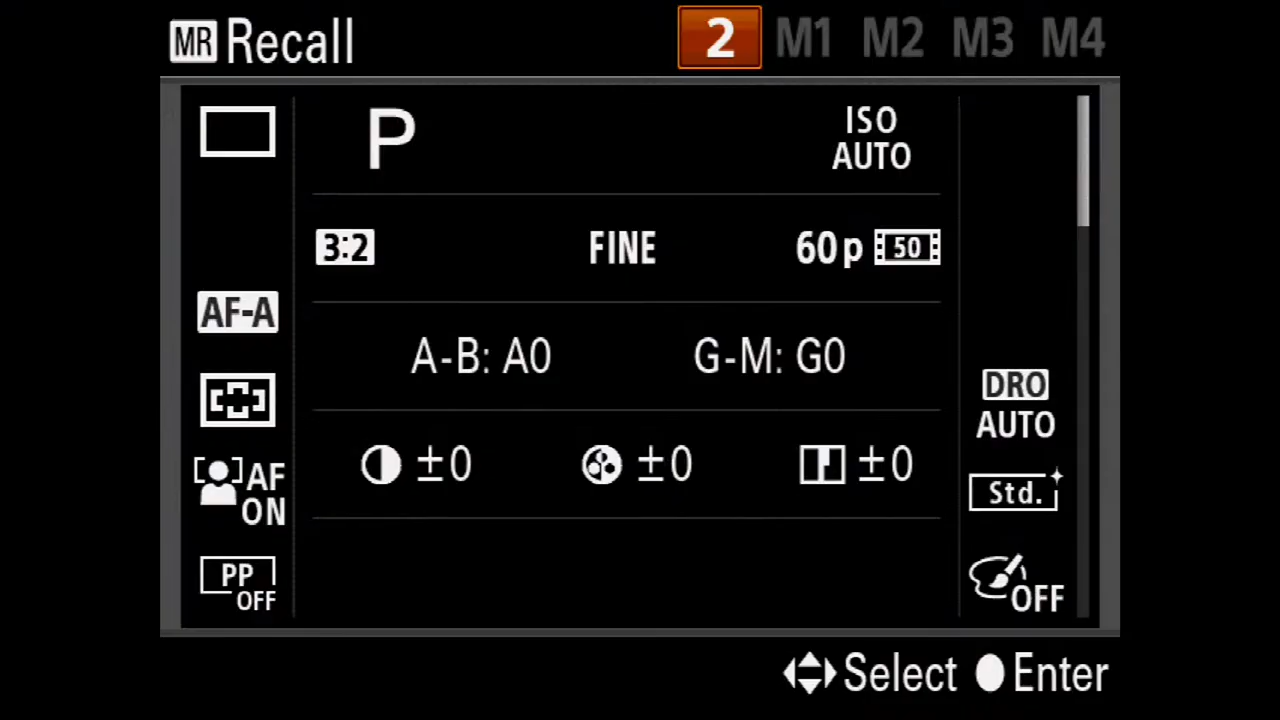 MR Recall 2 M1 M2 M3 M4
P ISO AUTO
3:2 FINE 60p 50
AF-A
A-B: A0 G-M: G0
DRO AUTO
±0 ±0 ±0
AF ON
Std.
PP OFF
OFF
Select Enter